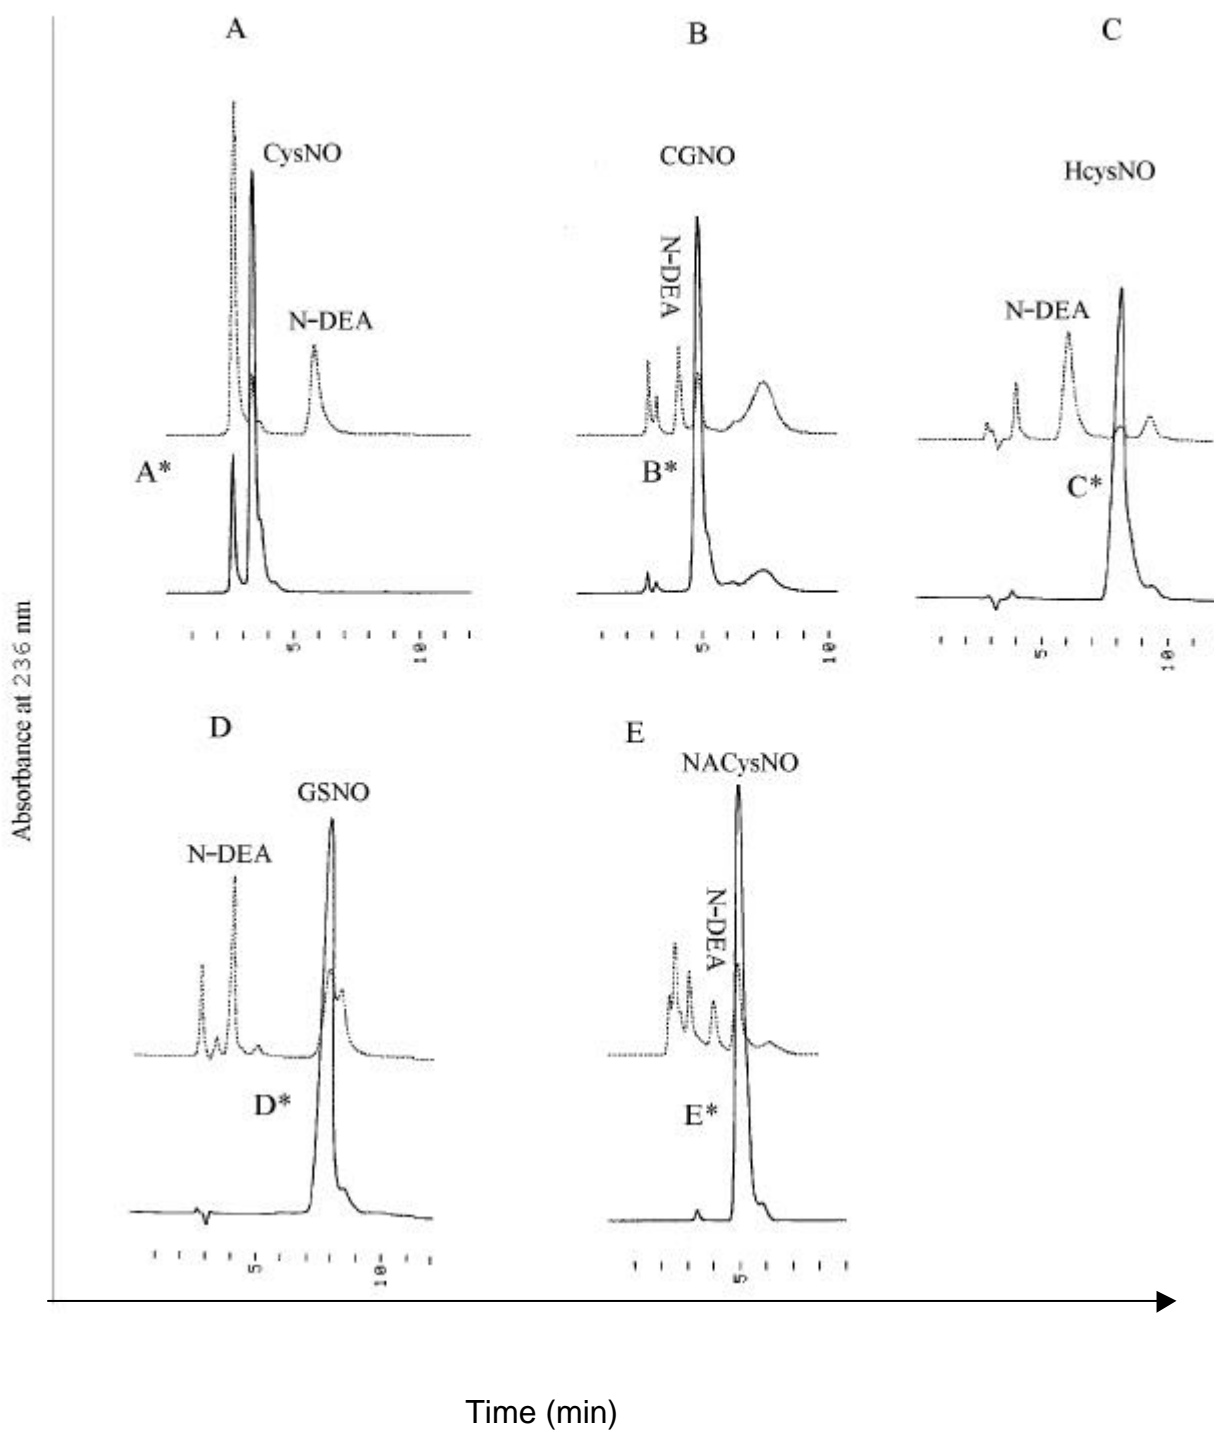 A
B
C
CysNO
CGNO
HcysNO
N-DEA
N-DEA
N-DEA
A*
B*
C*
5-
10-
5-
10-
5-
10-
Absorbance at 236 nm
D
E
GSNO
NACysNO
N-DEA
N-DEA
D*
E*
5-
10-
5-
Time (min)